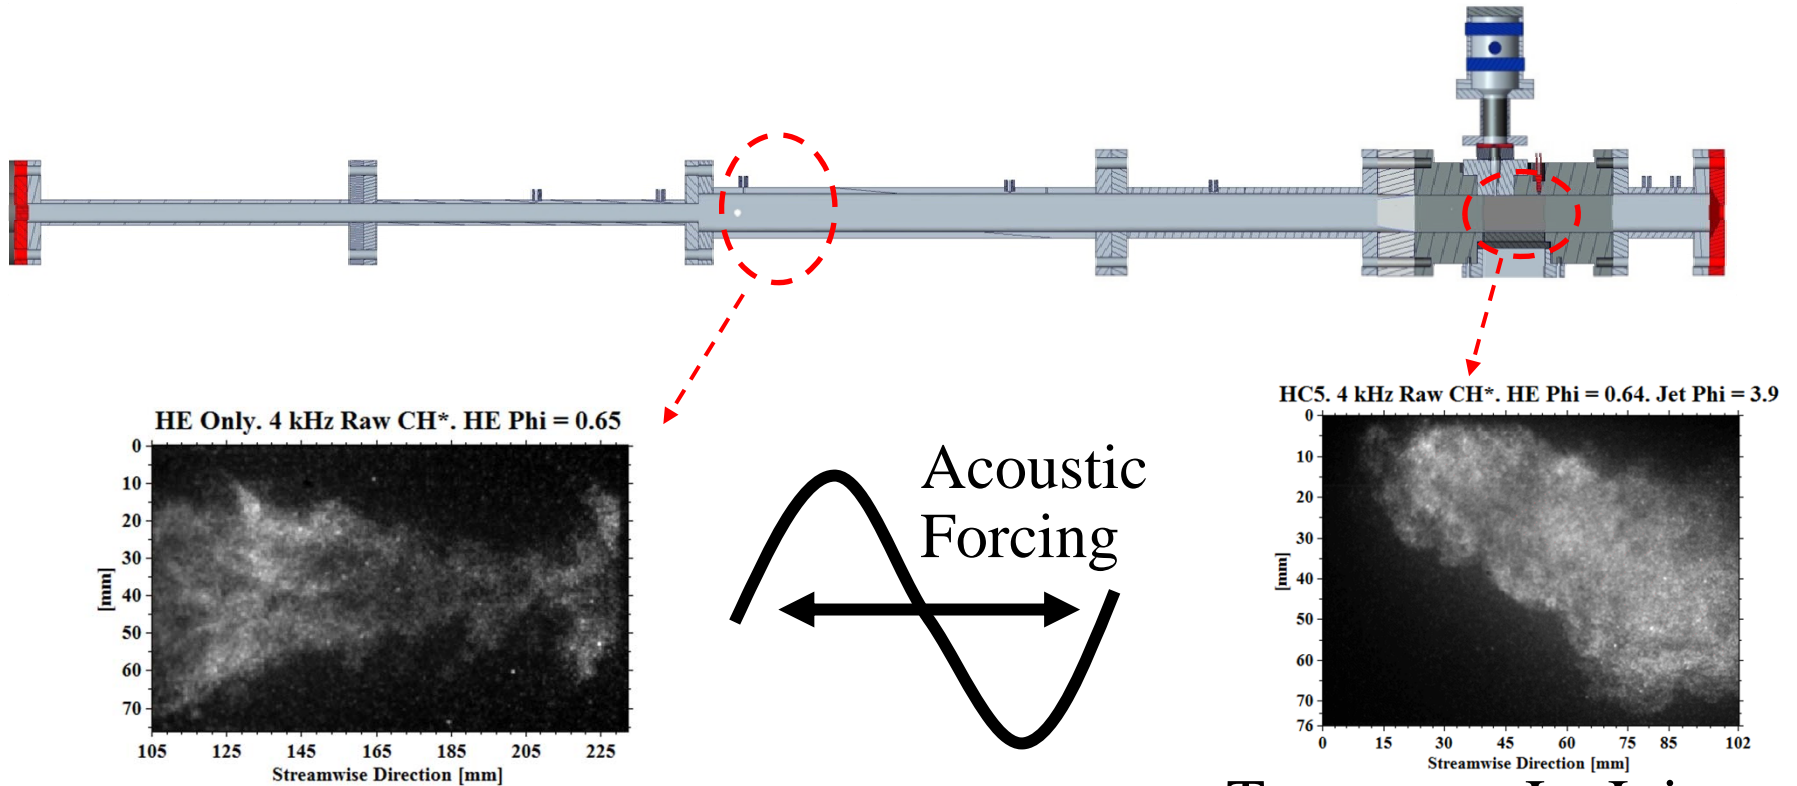 HE Only. 4 kHz Raw CH*. HE Phi = 0.65
0
10
20
30
40
50
60
70
[mm]
105 125 145 165 185 205 225
Streamwise Direction [mm]
Acoustic
Forcing
HC5. 4 kHz Raw CH*. HE Phi = 0.64. Jet Phi = 3.9
0
10
20
30
40
50
60
70
76
[mm]
0 15 30 45 60 75 85 102
Streamwise Direction [mm]